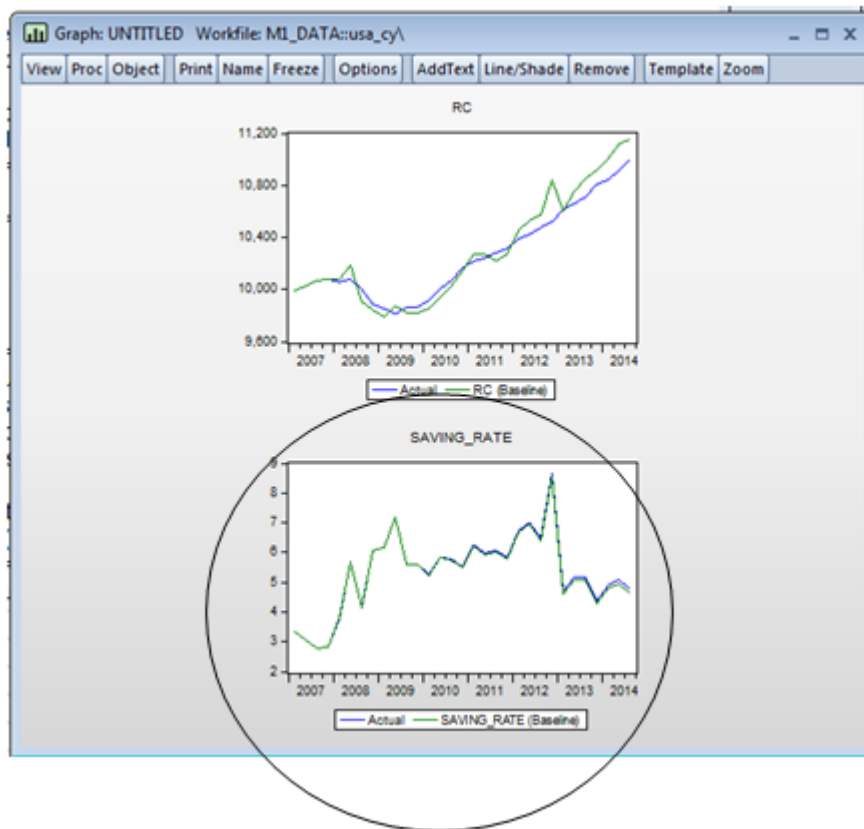 Graph: UNTITLED Workfile: M1_DATA::usa_cy\
View Proc Object Print Name Freeze Options AddText Line/Shade Remove Template Zoom
RC
11,200
10,800
10,400
10,000
9,600
2007 2008 2009 2010 2011 2012 2013 2014
Actual RC (Baseline)
SAVING_RATE
9
8
7
6
5
4
3
2
2007 2008 2009 2010 2011 2012 2013 2014
Actual SAVING_RATE (Baseline)